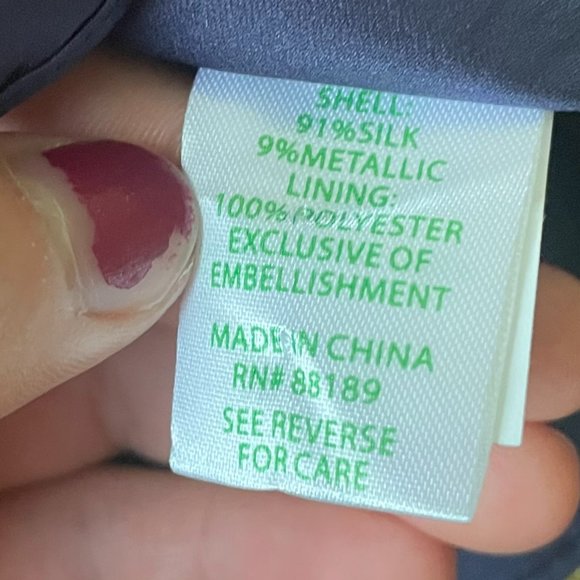 SHELL:
91%SILK
9%METALLIC
LINING:
100%POLYESTER
EXCLUSIVE OF
EMBELLISHMENT
MADE IN CHINA
RN# 88189
SEE REVERSE
FOR CARE